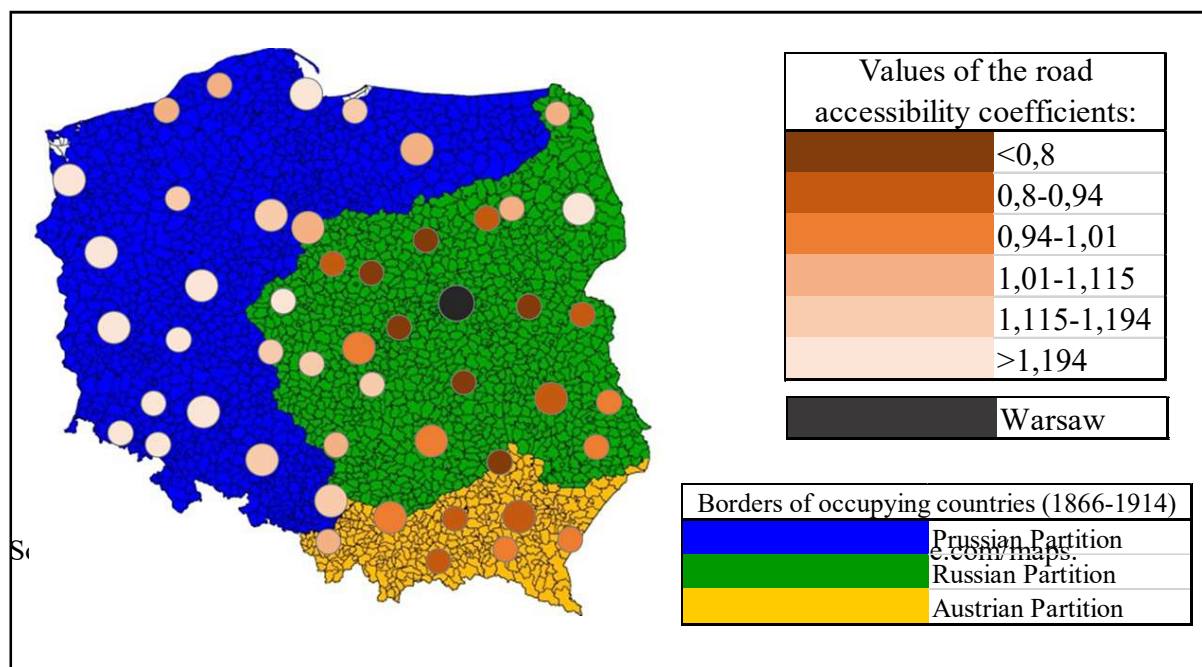 Values of the road
accessibility coefficients:
<0,8
0,8-0,94
0,94-1,01
1,01-1,115
1,115-1,194
>1,194
Warsaw
Borders of occupying countries (1866-1914)
Prussian Partition
e.com/maps.
Russian Partition
Austrian Partition